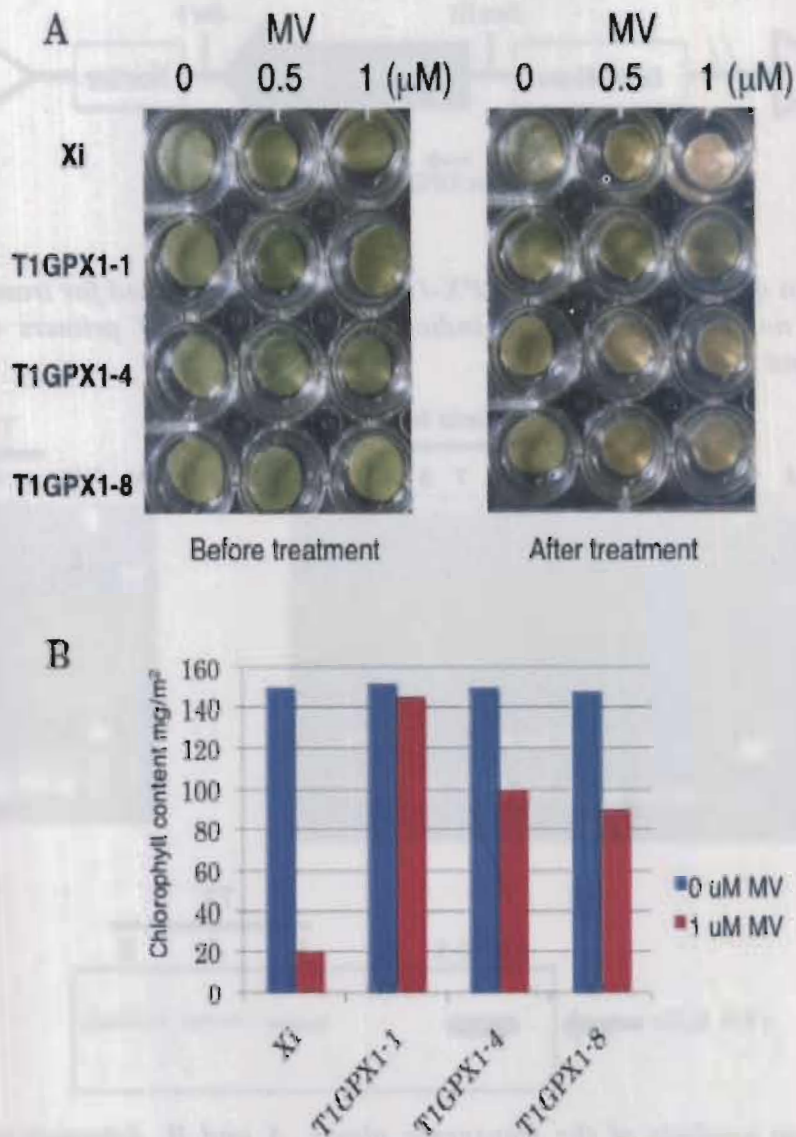 A
MV MV
0 0.5 1 (μM) 0 0.5 1 (μM)
Xi
T1GPX1-1
T1GPX1-4
T1GPX1-8
Before treatment After treatment
B
Chlorophyll content mg/m²
160
140
120
100
80
60
40
20
0
0 uM MV
1 uM MV
Xi
T1GPX1-1
T1GPX1-4
T1GPX1-8